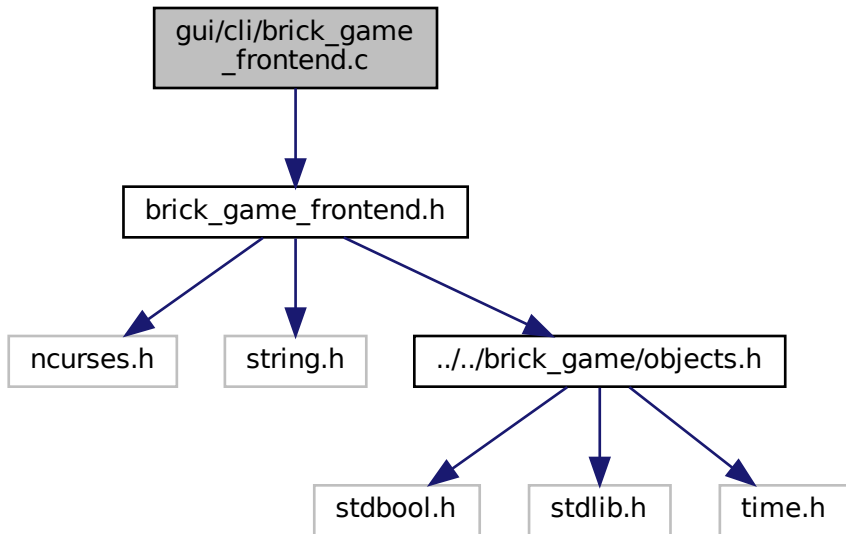 gui/cli/brick_game
_frontend.c
brick_game_frontend.h
ncurses.h
string.h
../../brick_game/objects.h
stdbool.h
stdlib.h
time.h